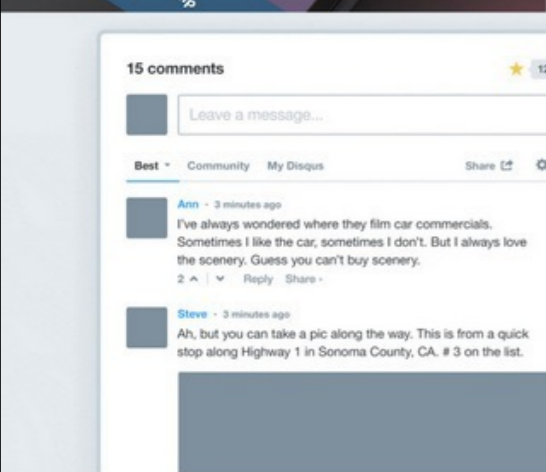 15 comments
12
Leave a message...
Best Community My Disqus Share
Ann · 3 minutes ago
I've always wondered where they film car commercials.
Sometimes I like the car, sometimes I don't. But I always love
the scenery. Guess you can't buy scenery.
2 Reply Share ›
Steve · 3 minutes ago
Ah, but you can take a pic along the way. This is from a quick
stop along Highway 1 in Sonoma County, CA. # 3 on the list.